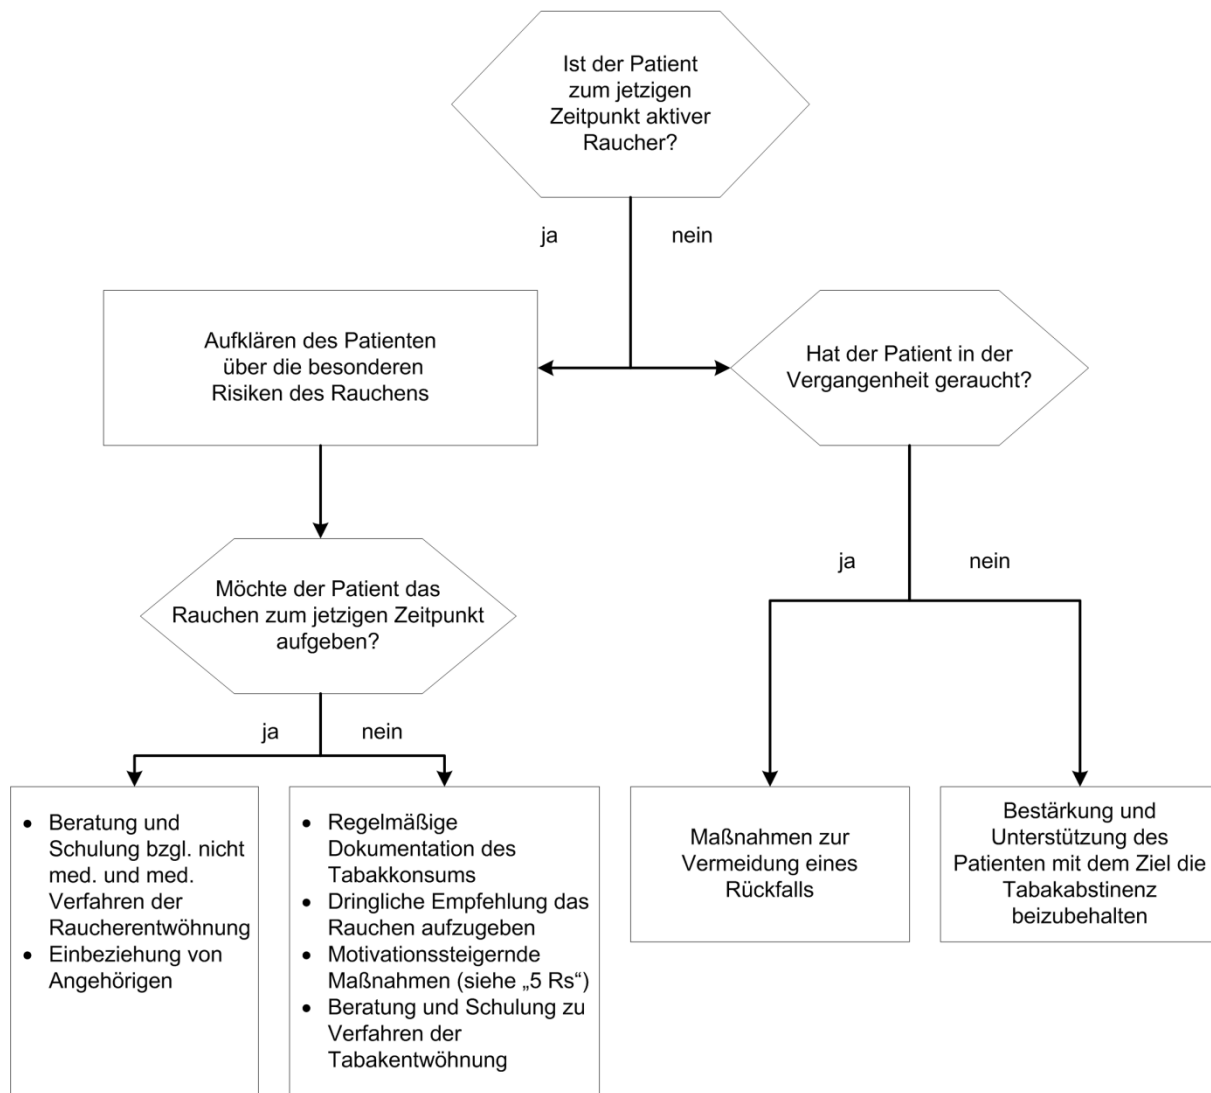 Ist der Patient
zum jetzigen
Zeitpunkt aktiver
Raucher?
ja
nein
Aufklären des Patienten
über die besonderen
Risiken des Rauchens
Hat der Patient in der
Vergangenheit geraucht?
Möchte der Patient das
Rauchen zum jetzigen Zeitpunkt
aufgeben?
ja
nein
ja
nein
• Beratung und
Schulung bzgl. nicht
med. und med.
Verfahren der
Raucherentwöhnung
• Einbeziehung von
Angehörigen
• Regelmäßige
Dokumentation des
Tabakkonsums
• Dringliche Empfehlung das
Rauchen aufzugeben
• Motivationssteigernde
Maßnahmen (siehe „5 Rs“)
• Beratung und Schulung zu
Verfahren der
Tabakentwöhnung
Maßnahmen zur
Vermeidung eines
Rückfalls
Bestärkung und
Unterstützung des
Patienten mit dem Ziel die
Tabakabstinenz
beizubehalten